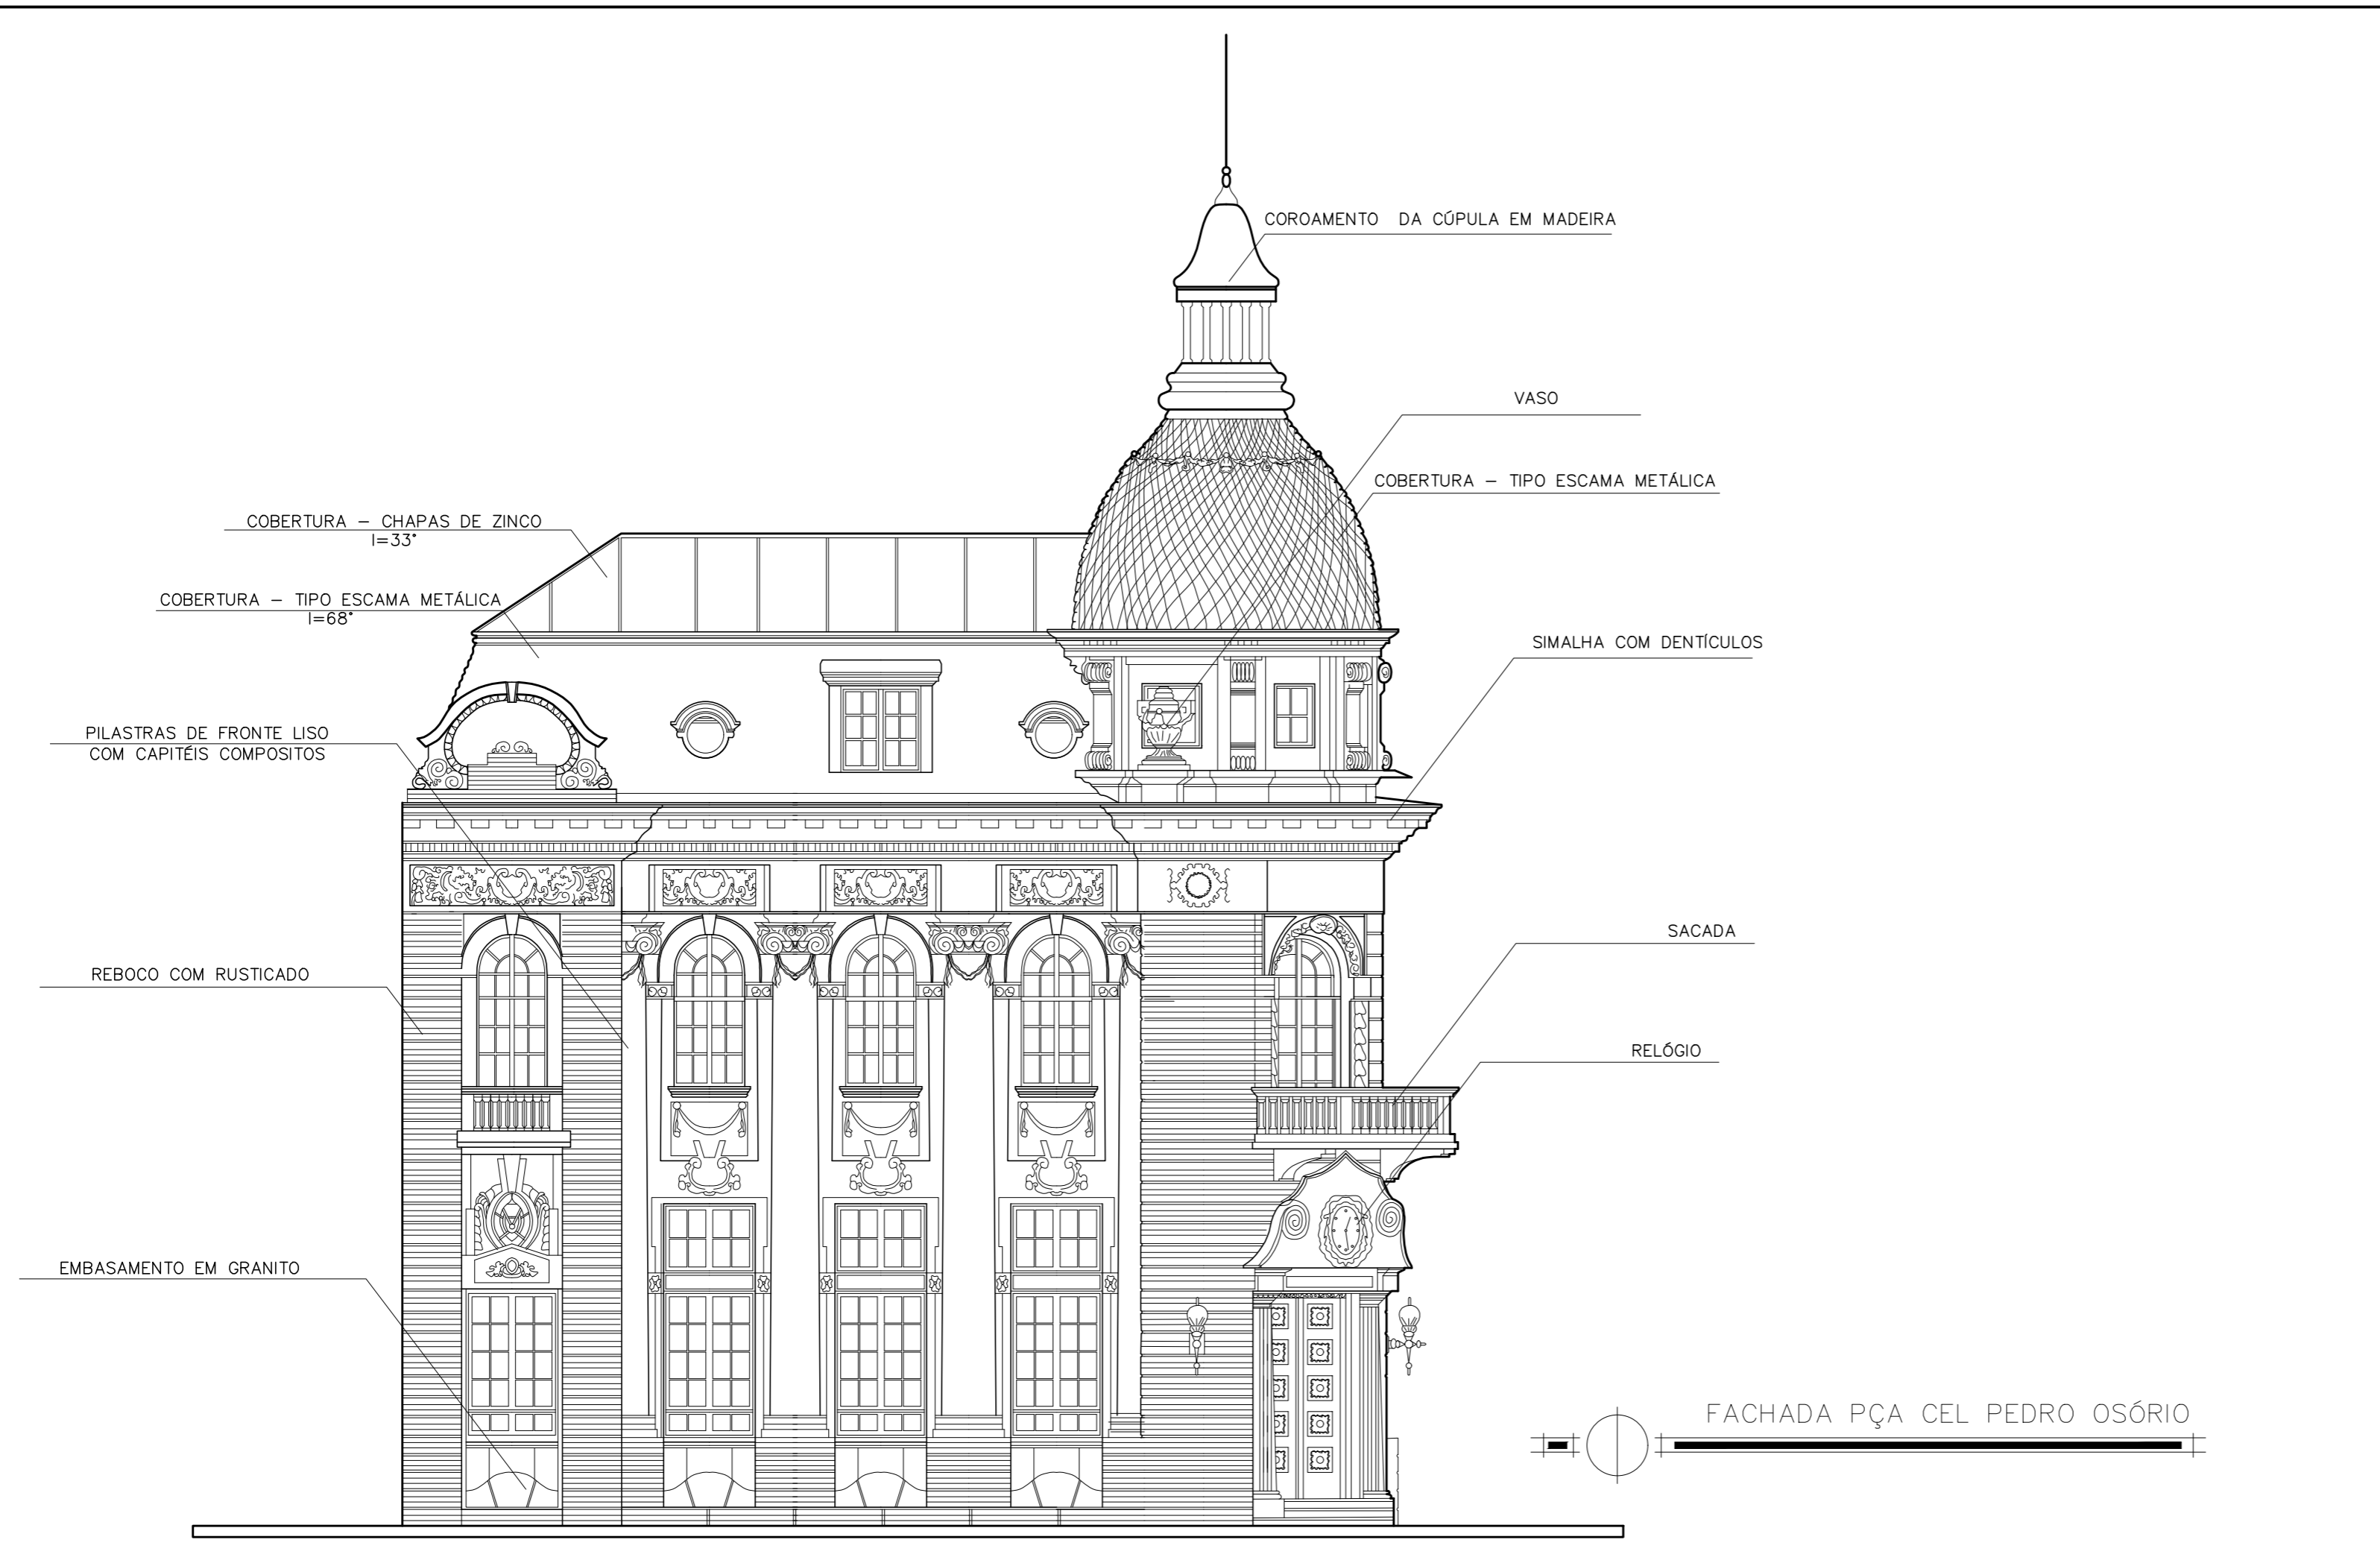 COROAMENTO DA CÚPULA EM MADEIRA
VASO
COBERTURA – TIPO ESCAMA METÁLICA
COBERTURA – CHAPAS DE ZINCO
I=33°
COBERTURA – TIPO ESCAMA METÁLICA
I=68°
SIMALHA COM DENTÍCULOS
PILASTRAS DE FRONTE LISO
COM CAPITÉIS COMPOSITOS
SACADA
REBOCO COM RUSTICADO
RELÓGIO
EMBASAMENTO EM GRANITO
FACHADA PÇA CEL PEDRO OSÓRIO